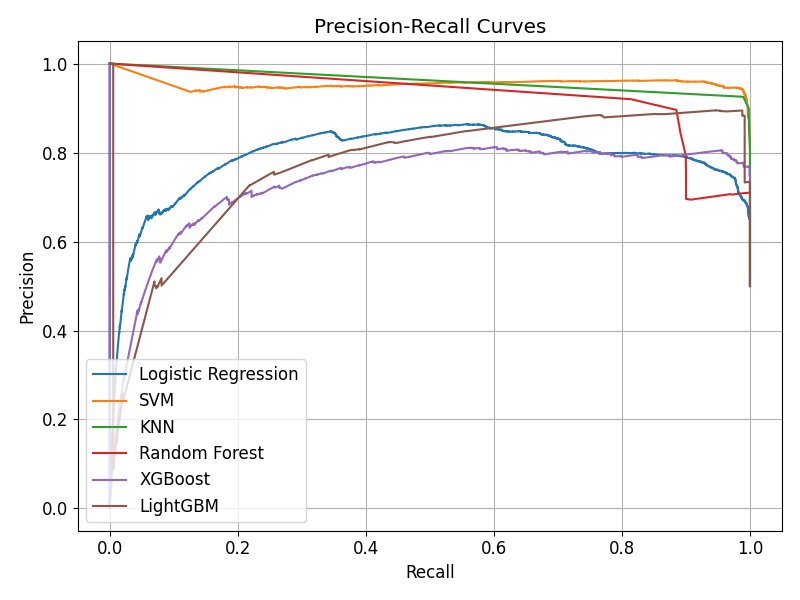 Precision-Recall Curves
1.0
0.8
0.6
0.4
0.2
0.0
Precision
Logistic Regression
SVM
KNN
Random Forest
XGBoost
LightGBM
0.0 0.2 0.4 0.6 0.8 1.0
Recall